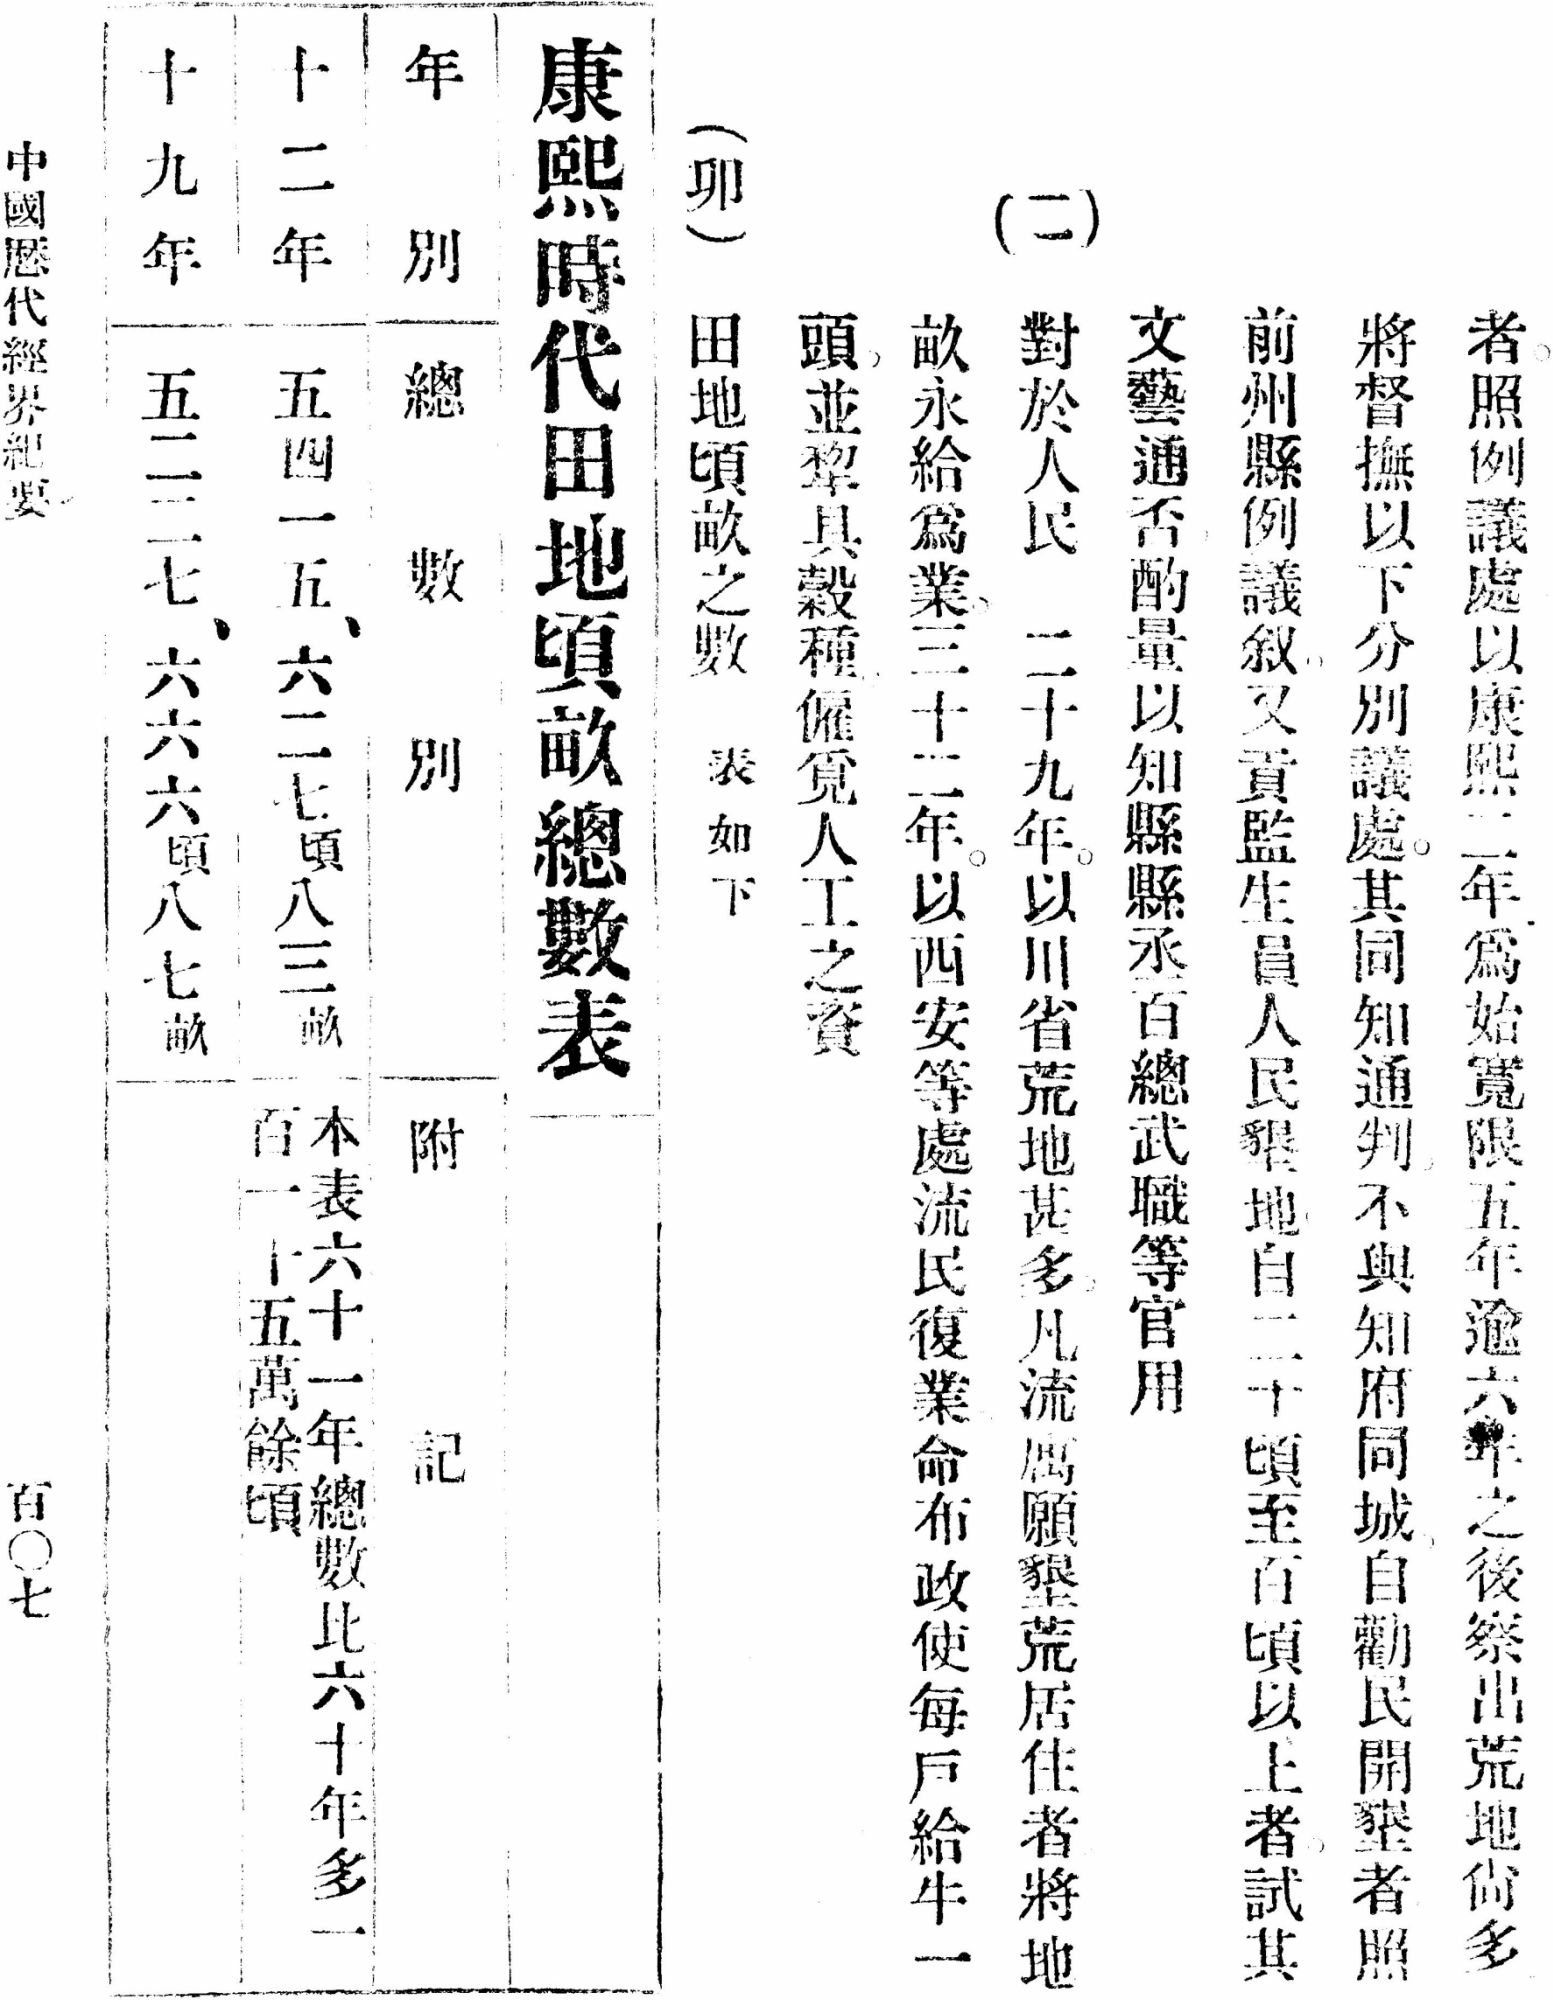 者。照例議處以康熙二年爲始寬限五年逾六年之後察出荒地尙多
將督撫以下分別議處。其同知通判。不與知府同城。自勸民開墾者照
前州縣例議叙。又貢監生員人民墾地自二十頃至百頃以上者。試其
文藝通否。酌量以知縣縣丞百總武職等官用
(二) 對於人民 二十九年。以川省荒地甚多。凡流寓願墾荒居住者將地
畝永給爲業。三十二年。以西安等處流民復業。命布政使每戶給牛一
頭。並犂具穀種。僱覓人工之資
(卯) 田地頃畝之數 表如下
康熙時代田地頃畝總數表
年別 總數別 附記
十二年 五四一五、六二七頃八三畝 本表六十一年總數比六十年多一
百一十五萬餘頃
十九年 五二二七、六六六頃八七畝
中國歷代經界紀要
百〇七